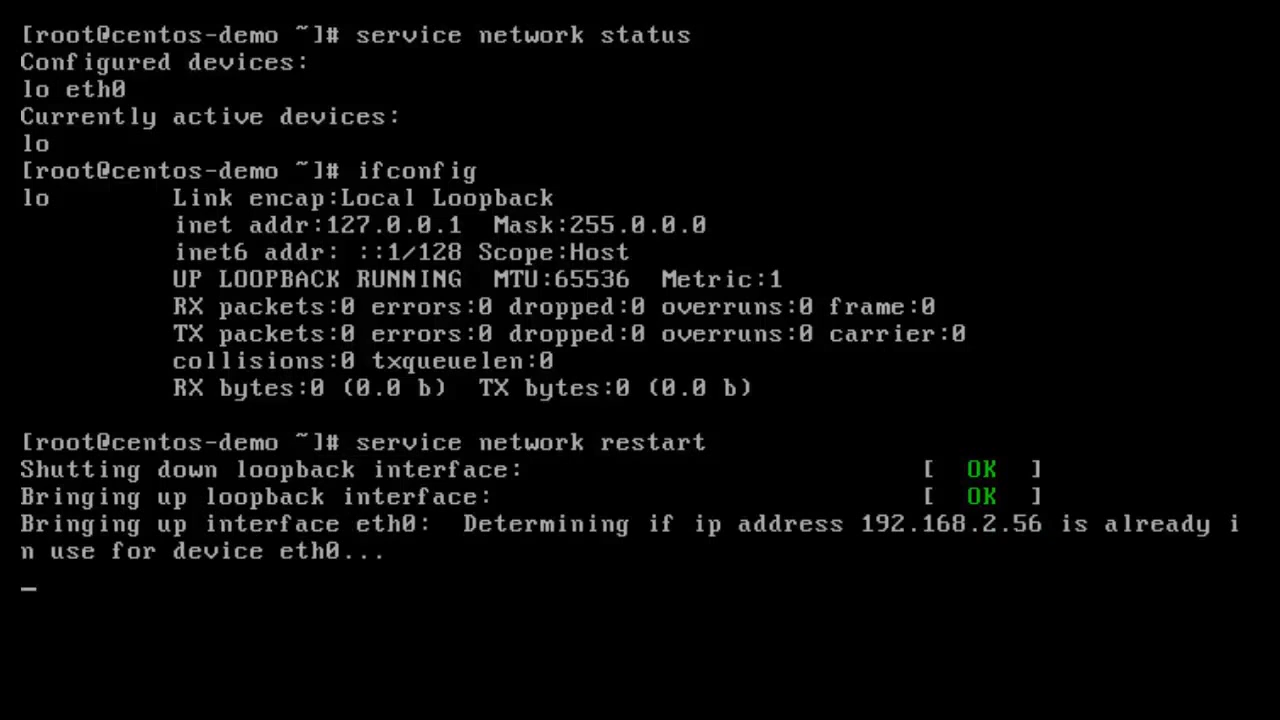 [root@centos-demo ~]# service network status
Configured devices:
lo eth0
Currently active devices:
lo
[root@centos-demo ~]# ifconfig
lo        Link encap:Local Loopback
          inet addr:127.0.0.1  Mask:255.0.0.0
          inet6 addr: ::1/128 Scope:Host
          UP LOOPBACK RUNNING  MTU:65536  Metric:1
          RX packets:0 errors:0 dropped:0 overruns:0 frame:0
          TX packets:0 errors:0 dropped:0 overruns:0 carrier:0
          collisions:0 txqueuelen:0
          RX bytes:0 (0.0 b)  TX bytes:0 (0.0 b)
[root@centos-demo ~]# service network restart
Shutting down loopback interface:                          [  OK  ]
Bringing up loopback interface:                            [  OK  ]
Bringing up interface eth0:  Determining if ip address 192.168.2.56 is already i
n use for device eth0...
_